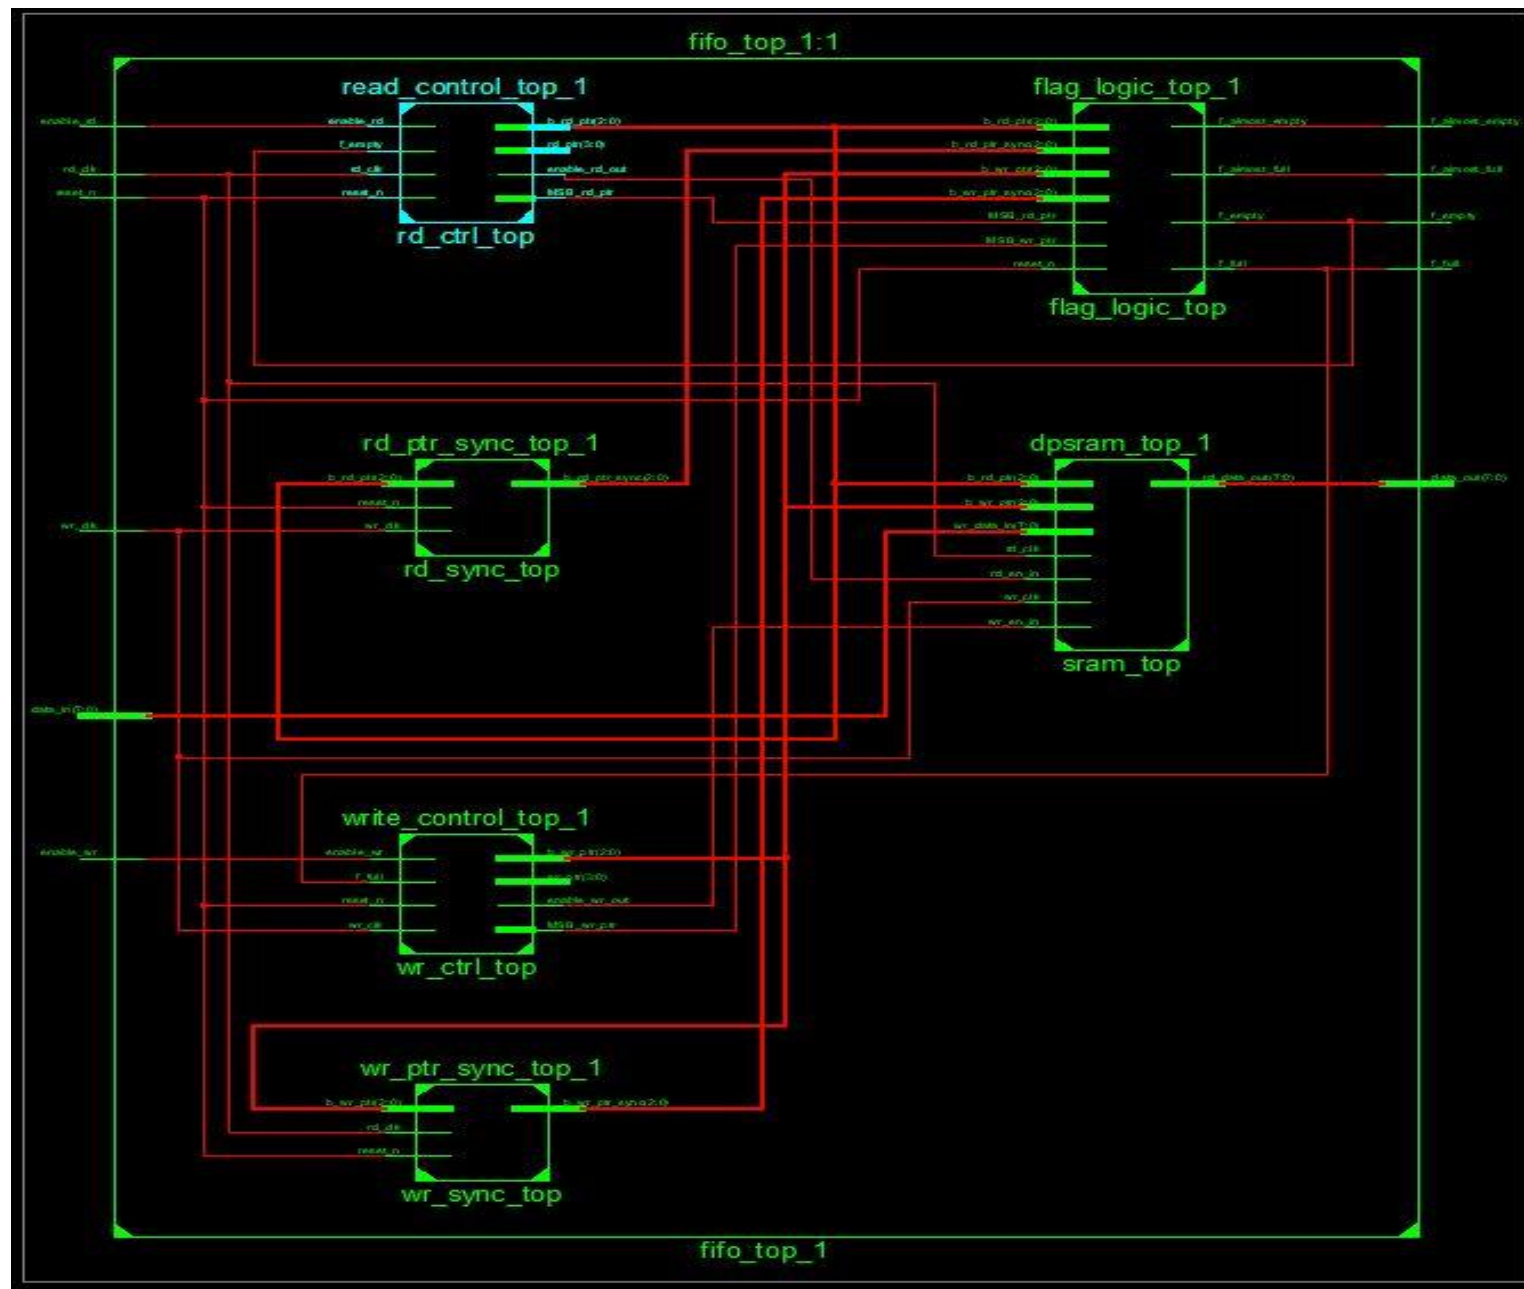 fifo_top_1:1
read_control_top_1
flag_logic_top_1
enable_rd
enable_rd
b_rd_ptr(2:0)
b_rd_ptr(2:0)
f_almost_empty
f_almost_empty
f_empty
rd_ptr(3:0)
b_rd_ptr_sync(2:0)
rd_clk
rd_clk
enable_rd_out
b_wr_ptr(2:0)
f_almost_full
f_almost_full
reset_n
reset_n
MSB_rd_ptr
b_wr_ptr_sync(2:0)
MSB_rd_ptr
f_empty
f_empty
rd_ctrl_top
MSB_wr_ptr
reset_n
f_full
f_full
flag_logic_top
rd_ptr_sync_top_1
dpsram_top_1
b_rd_ptr(2:0)
b_rd_ptr_sync(2:0)
b_rd_ptr(2:0)
rd_data_out(7:0)
data_out(7:0)
reset_n
b_wr_ptr(2:0)
wr_clk
wr_clk
wr_data_in(7:0)
rd_clk
rd_sync_top
rd_en_in
wr_clk
wr_en_in
sram_top
data_in(7:0)
write_control_top_1
enable_wr
enable_wr
b_wr_ptr(2:0)
f_full
wr_ptr(3:0)
reset_n
enable_wr_out
wr_clk
MSB_wr_ptr
wr_ctrl_top
wr_ptr_sync_top_1
b_wr_ptr(2:0)
b_wr_ptr_sync(2:0)
rd_clk
reset_n
wr_sync_top
fifo_top_1